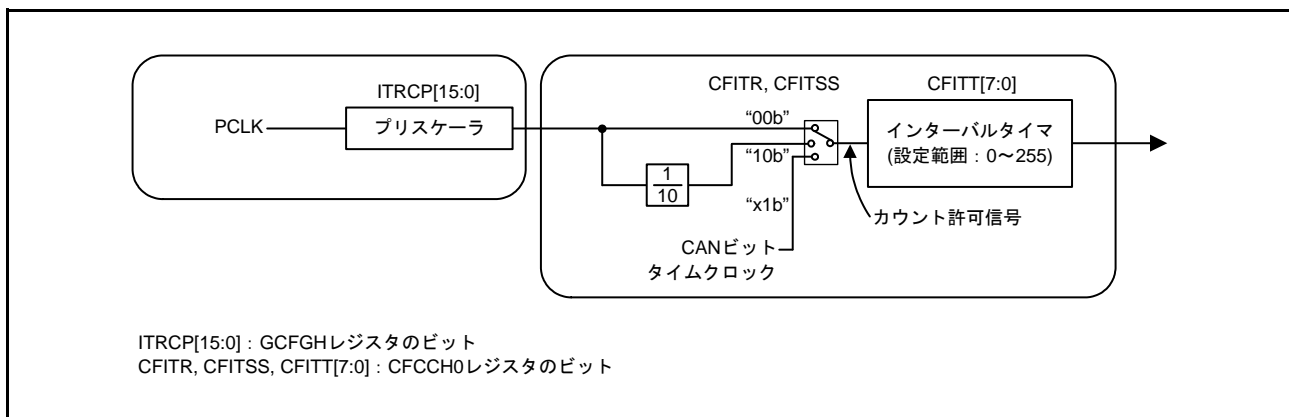 ITRCP[15:0]
PCLK
プリスケーラ
CFITR, CFITSS
CFITT[7:0]
“00b”
“10b”
“x1b”
1
10
インターバルタイマ
(設定範囲：0～255)
カウント許可信号
CANビット
タイムクロック
ITRCP[15:0]：GCFGHレジスタのビット
CFITR, CFITSS, CFITT[7:0]：CFCCH0レジスタのビット